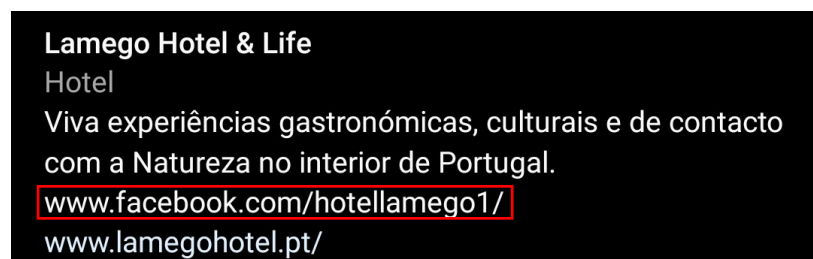 Lamego Hotel & Life
Hotel
Viva experiências gastronómicas, culturais e de contacto
com a Natureza no interior de Portugal.
www.facebook.com/hotellamego1/
www.lamegohotel.pt/